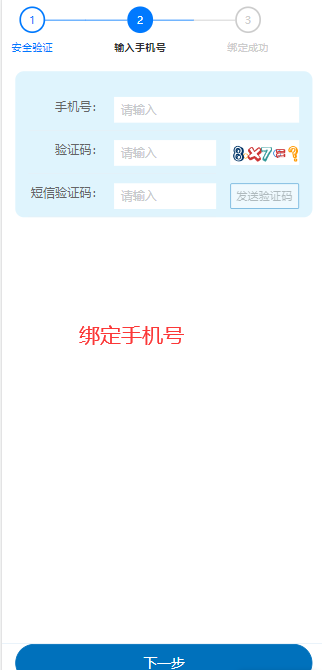 1 2 3
安全验证 输入手机号 绑定成功
手机号： 请输入
验证码： 请输入 8×7=?
短信验证码： 请输入 发送验证码
绑定手机号
下一步